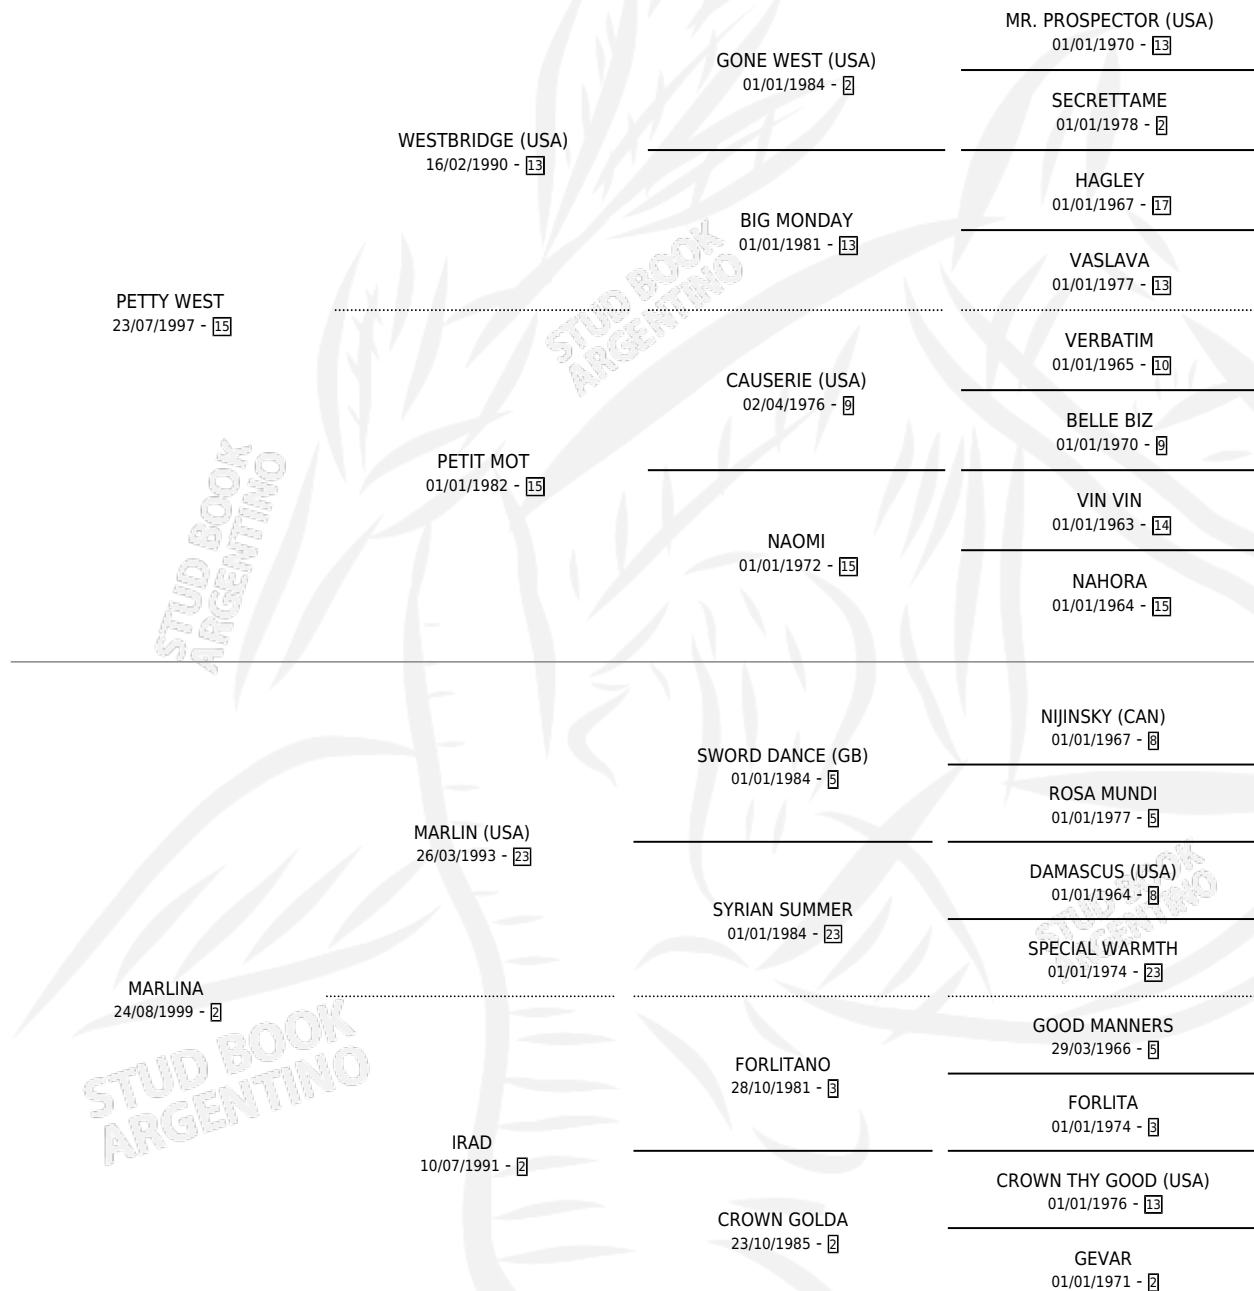 MR. PROSPECTOR (USA)
01/01/1970 - 13
GONE WEST (USA)
01/01/1984 - 2
SECRETTAME
01/01/1978 - 2
WESTBRIDGE (USA)
16/02/1990 - 13
HAGLEY
01/01/1967 - 17
BIG MONDAY
01/01/1981 - 13
VASLAVA
01/01/1977 - 13
PETTY WEST
23/07/1997 - 15
VERBATIM
01/01/1965 - 10
CAUSERIE (USA)
02/04/1976 - 9
BELLE BIZ
01/01/1970 - 9
PETIT MOT
01/01/1982 - 15
VIN VIN
01/01/1963 - 14
NAOMI
01/01/1972 - 15
NAHORA
01/01/1964 - 15
STUD BOOK
ARGENTINO
STUD BOOK
ARGENTINO
NIJINSKY (CAN)
01/01/1967 - 8
SWORD DANCE (GB)
01/01/1984 - 5
ROSA MUNDI
01/01/1977 - 5
MARLIN (USA)
26/03/1993 - 23
DAMASCUS (USA)
01/01/1964 - 8
SYRIAN SUMMER
01/01/1984 - 23
SPECIAL WARMTH
01/01/1974 - 23
STUD BOOK
ARGENTINO
MARLINA
24/08/1999 - 2
GOOD MANNERS
29/03/1966 - 5
FORLITANO
28/10/1981 - 3
FORLITA
01/01/1974 - 3
IRAD
10/07/1991 - 2
CROWN THY GOOD (USA)
01/01/1976 - 13
CROWN GOLDA
23/10/1985 - 2
GEVAR
01/01/1971 - 2
STUD BOOK
ARGENTINO